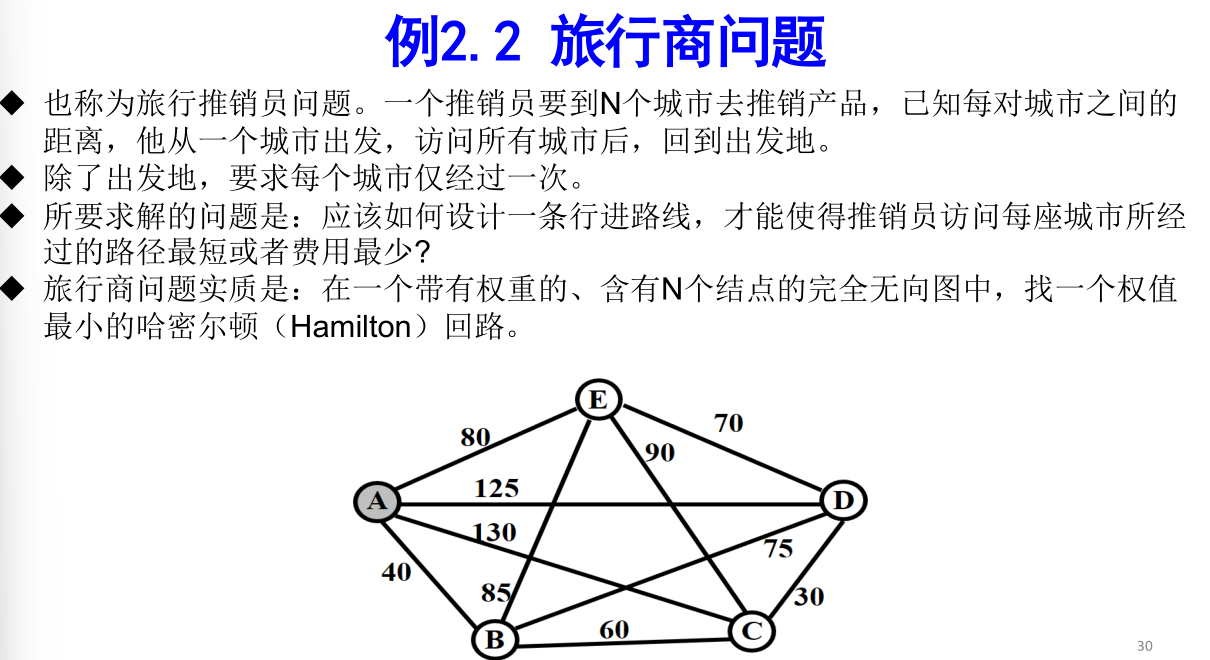 例2.2 旅行商问题
◆ 也称为旅行推销员问题。一个推销员要到N个城市去推销产品，已知每对城市之间的
距离，他从一个城市出发，访问所有城市后，回到出发地。
◆ 除了出发地，要求每个城市仅经过一次。
◆ 所要求解的问题是：应该如何设计一条行进路线，才能使得推销员访问每座城市所经
过的路径最短或者费用最少?
◆ 旅行商问题实质是：在一个带有权重的、含有N个结点的完全无向图中，找一个权值
最小的哈密尔顿（Hamilton）回路。
E
80
70
90
125
A
D
130
75
40
85
30
60
B
C
30